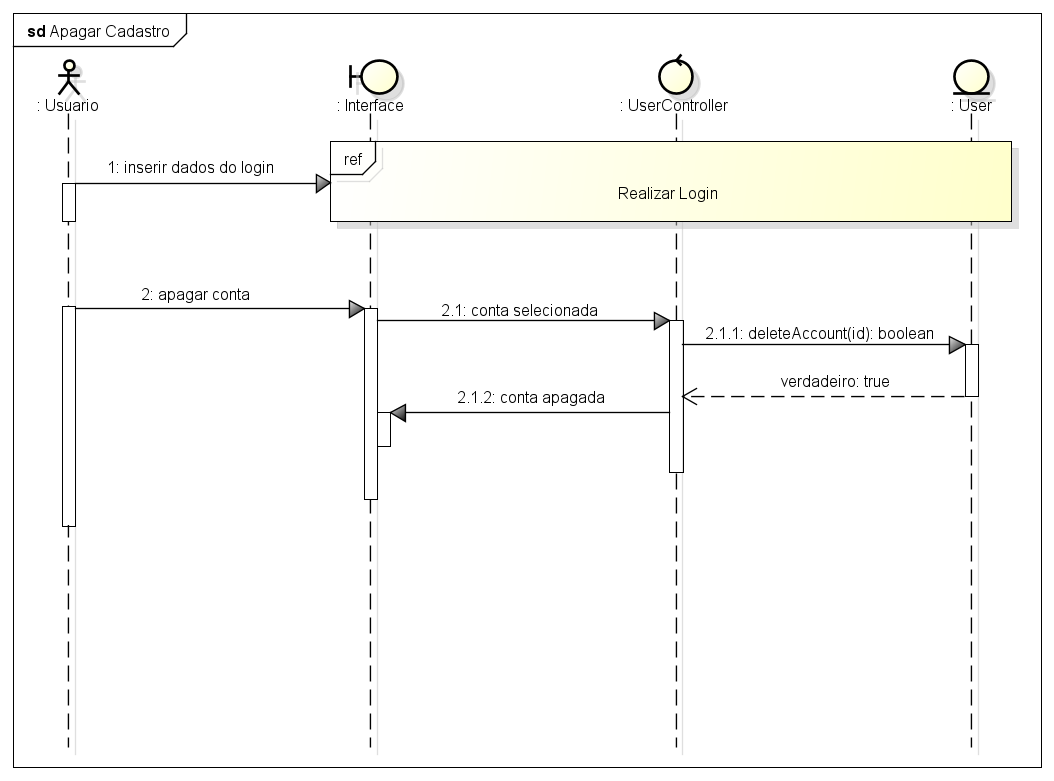 sd Apagar Cadastro
: Usuario
: Interface
: UserController
: User
ref
1: inserir dados do login
Realizar Login
2: apagar conta
2.1: conta selecionada
2.1.1: deleteAccount(id): boolean
verdadeiro: true
2.1.2: conta apagada